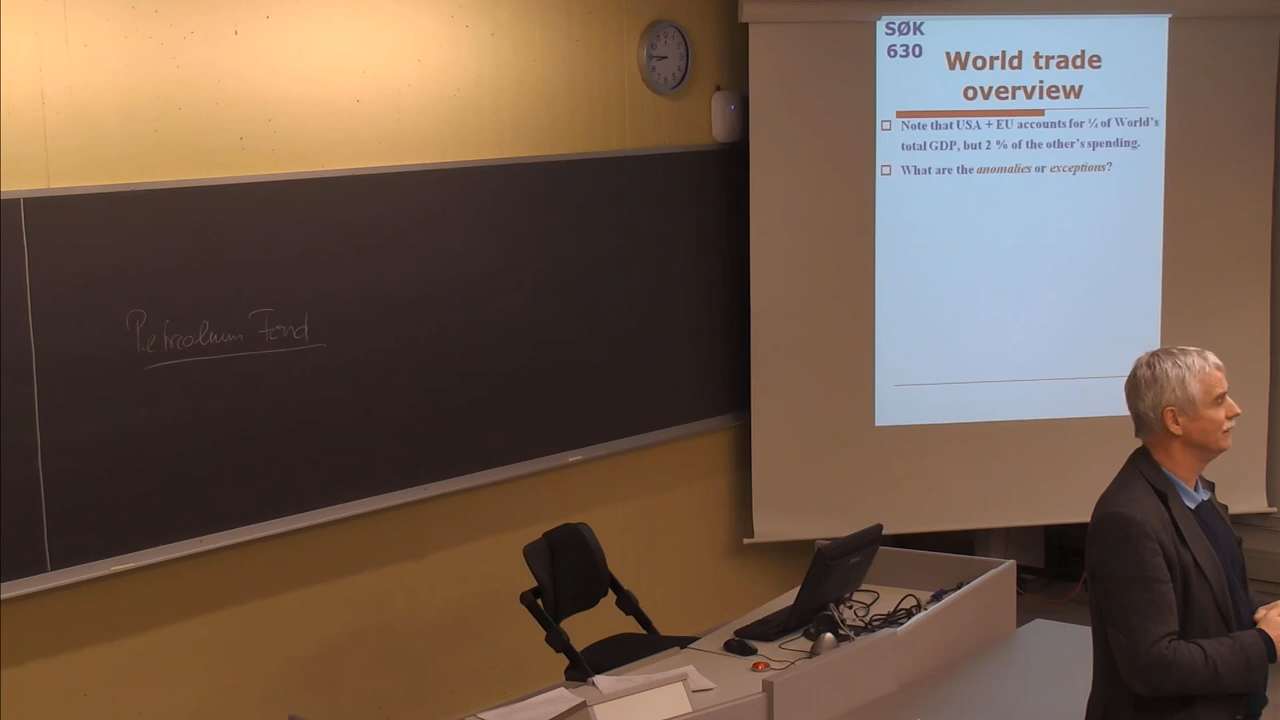 Petroleum Fond
SØK
630
World trade
overview
Note that USA + EU accounts for ¼ of World's
total GDP, but 2 % of the other's spending.
What are the anomalies or exceptions?